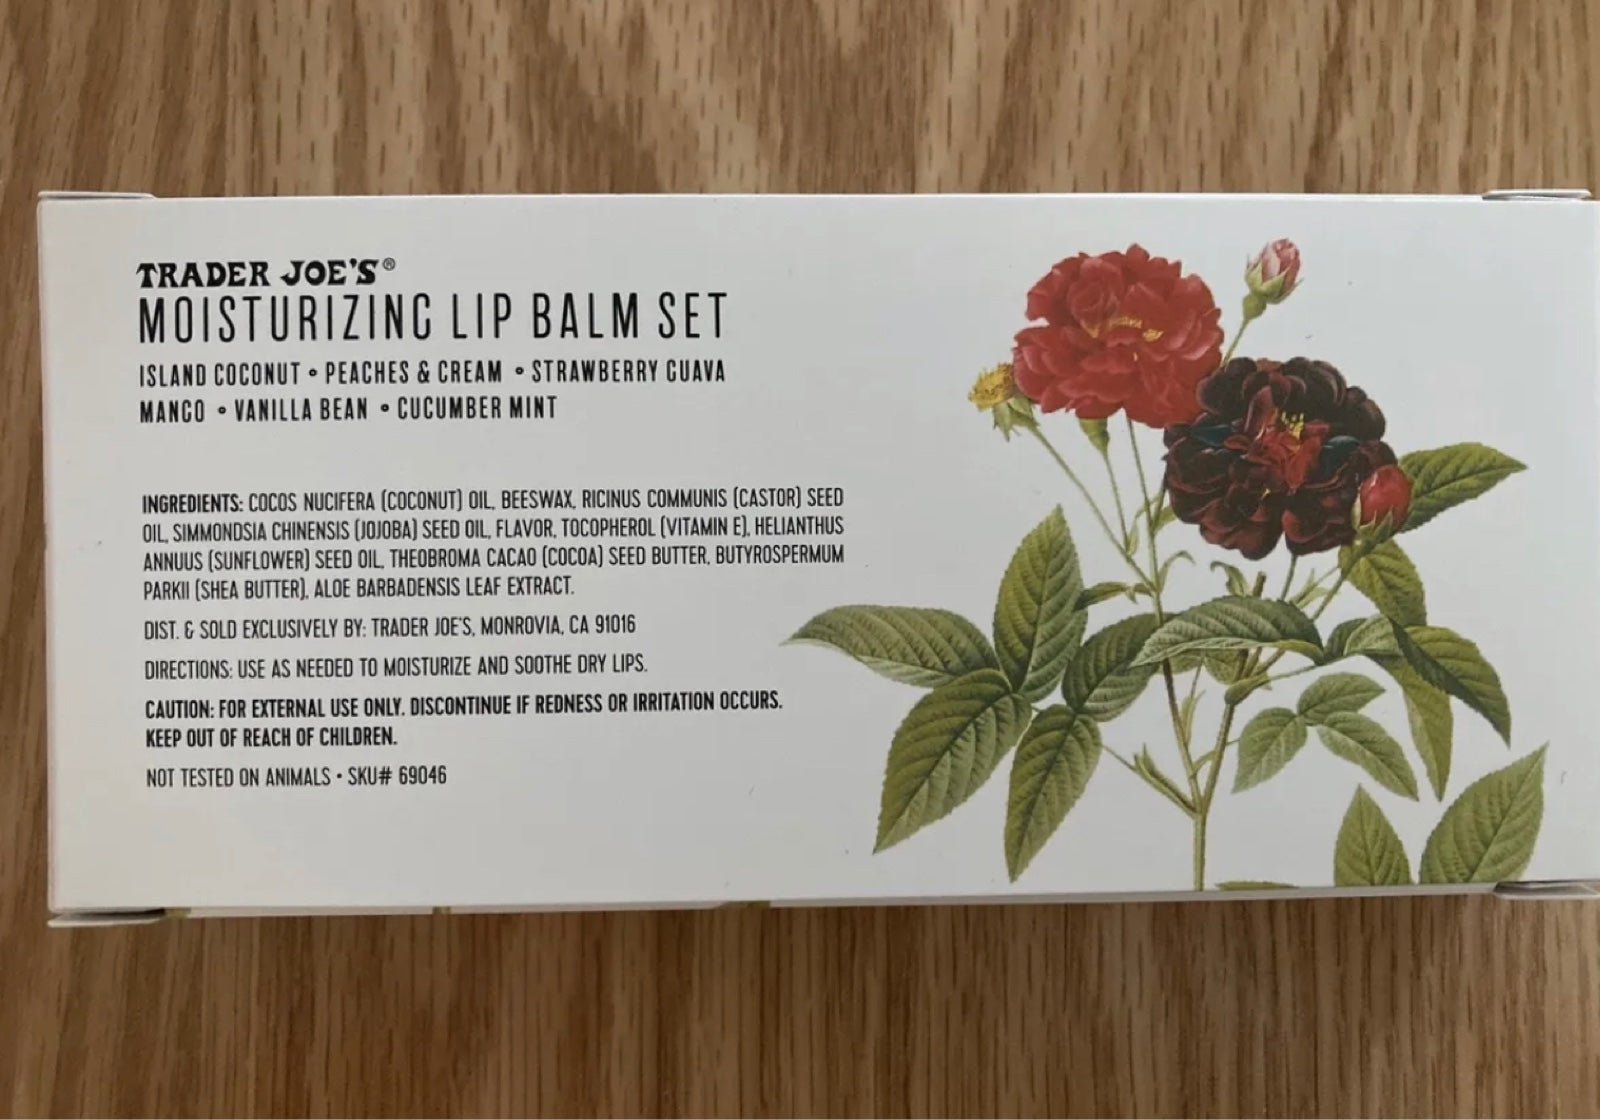 TRADER JOE'S®
MOISTURIZING LIP BALM SET
ISLAND COCONUT • PEACHES & CREAM • STRAWBERRY GUAVA
MANGO • VANILLA BEAN • CUCUMBER MINT
INGREDIENTS: COCOS NUCIFERA (COCONUT) OIL, BEESWAX, RICINUS COMMUNIS (CASTOR) SEED
OIL, SIMMONDSIA CHINENSIS (JOJOBA) SEED OIL, FLAVOR, TOCOPHEROL (VITAMIN E), HELIANTHUS
ANNUUS (SUNFLOWER) SEED OIL, THEOBROMA CACAO (COCOA) SEED BUTTER, BUTYROSPERMUM
PARKII (SHEA BUTTER), ALOE BARBADENSIS LEAF EXTRACT.
DIST. & SOLD EXCLUSIVELY BY: TRADER JOE'S, MONROVIA, CA 91016
DIRECTIONS: USE AS NEEDED TO MOISTURIZE AND SOOTHE DRY LIPS.
CAUTION: FOR EXTERNAL USE ONLY. DISCONTINUE IF REDNESS OR IRRITATION OCCURS.
KEEP OUT OF REACH OF CHILDREN.
NOT TESTED ON ANIMALS • SKU# 69046